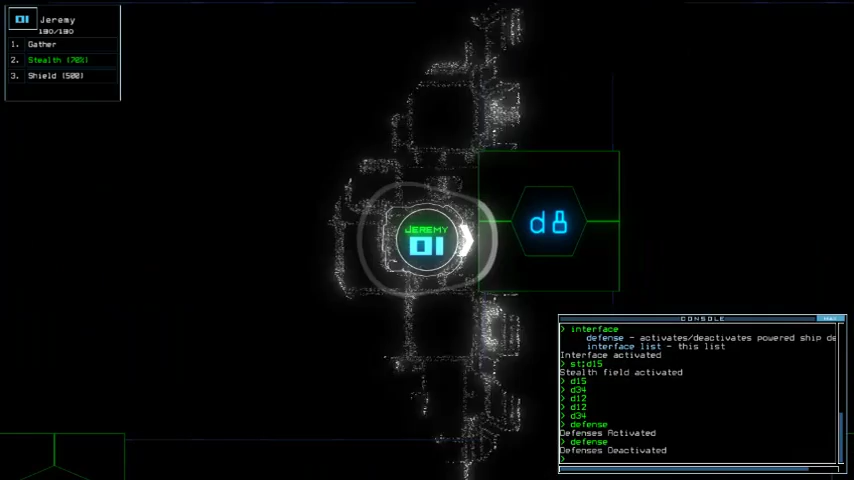 01 Jeremy
180/180
1. Gather
2. Stealth (70%)
3. Shield (500)
d8
JEREMY
01
CONSOLE
> interface
defense - activates/deactivates powered ship de
interface list - this list
Interface activated
> st;d15
Stealth field activated
> d15
> d34
> d12
> d12
> d34
> defense
Defenses Activated
> defense
Defenses Deactivated
>